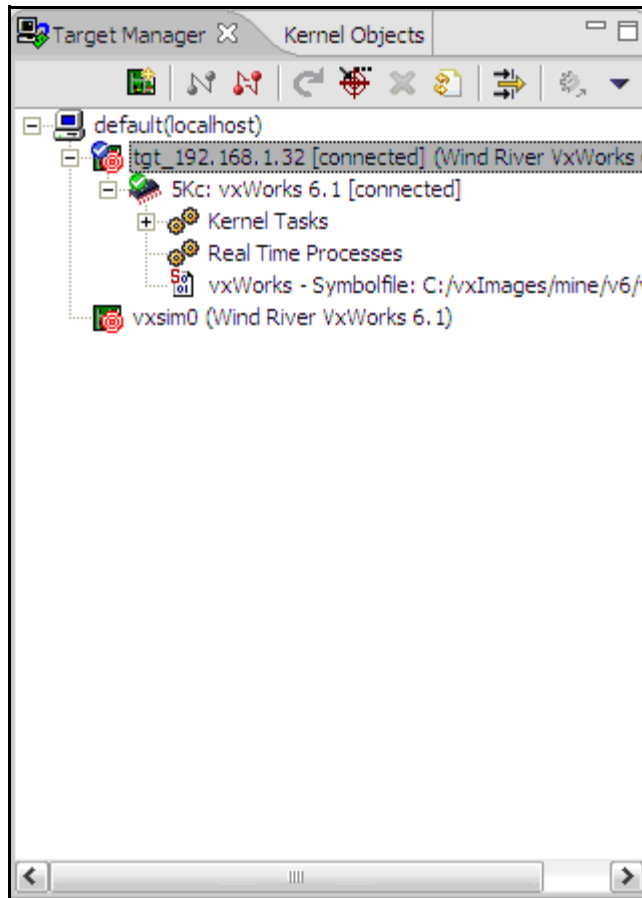 Target Manager Kernel Objects
default(localhost)
tgt_192.168.1.32 [connected] (Wind River VxWorks
5Kc: vxWorks 6.1 [connected]
Kernel Tasks
Real Time Processes
vxWorks - Symbolfile: C:/vxImages/mine/v6/
vxsim0 (Wind River VxWorks 6.1)